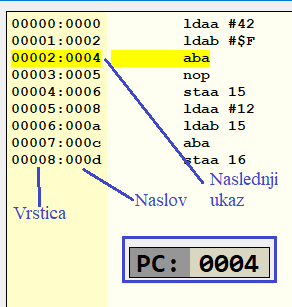 00000:0000 ldaa #42
00001:0002 ldab #$F
00002:0004 aba
00003:0005 nop
00004:0006 staa 15
00005:0008 ldaa #12
00006:000a ldab 15
00007:000c aba
00008:000d staa 16
Naslednji
ukaz
Naslov
Vrstica
PC: 0004